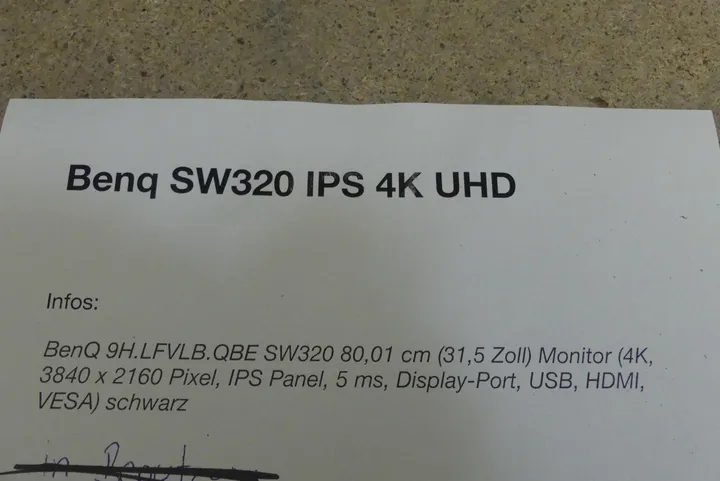 Benq SW320 IPS 4K UHD
Infos:
BenQ 9H.LFVLB.QBE SW320 80,01 cm (31,5 Zoll) Monitor (4K,
3840 x 2160 Pixel, IPS Panel, 5 ms, Display-Port, USB, HDMI,
VESA) schwarz
in